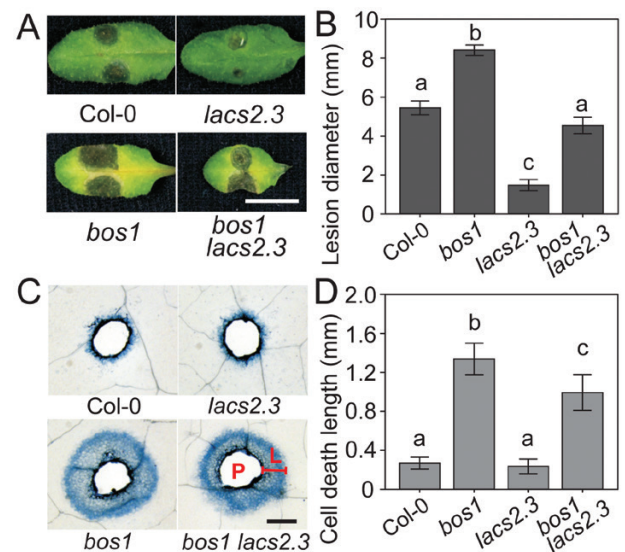 A
Col-0
lacs2.3
bos1
bos1
lacs2.3
B
Lesion diameter (mm)
10
8
6
4
2
0
a
b
c
a
Col-0
bos1
lacs2.3
bos1
lacs2.3
C
Col-0
lacs2.3
P
L
bos1
bos1 lacs2.3
D
Cell death length (mm)
2.0
1.6
1.2
0.8
0.4
0
a
b
a
c
Col-0
bos1
lacs2.3
bos1
lacs2.3